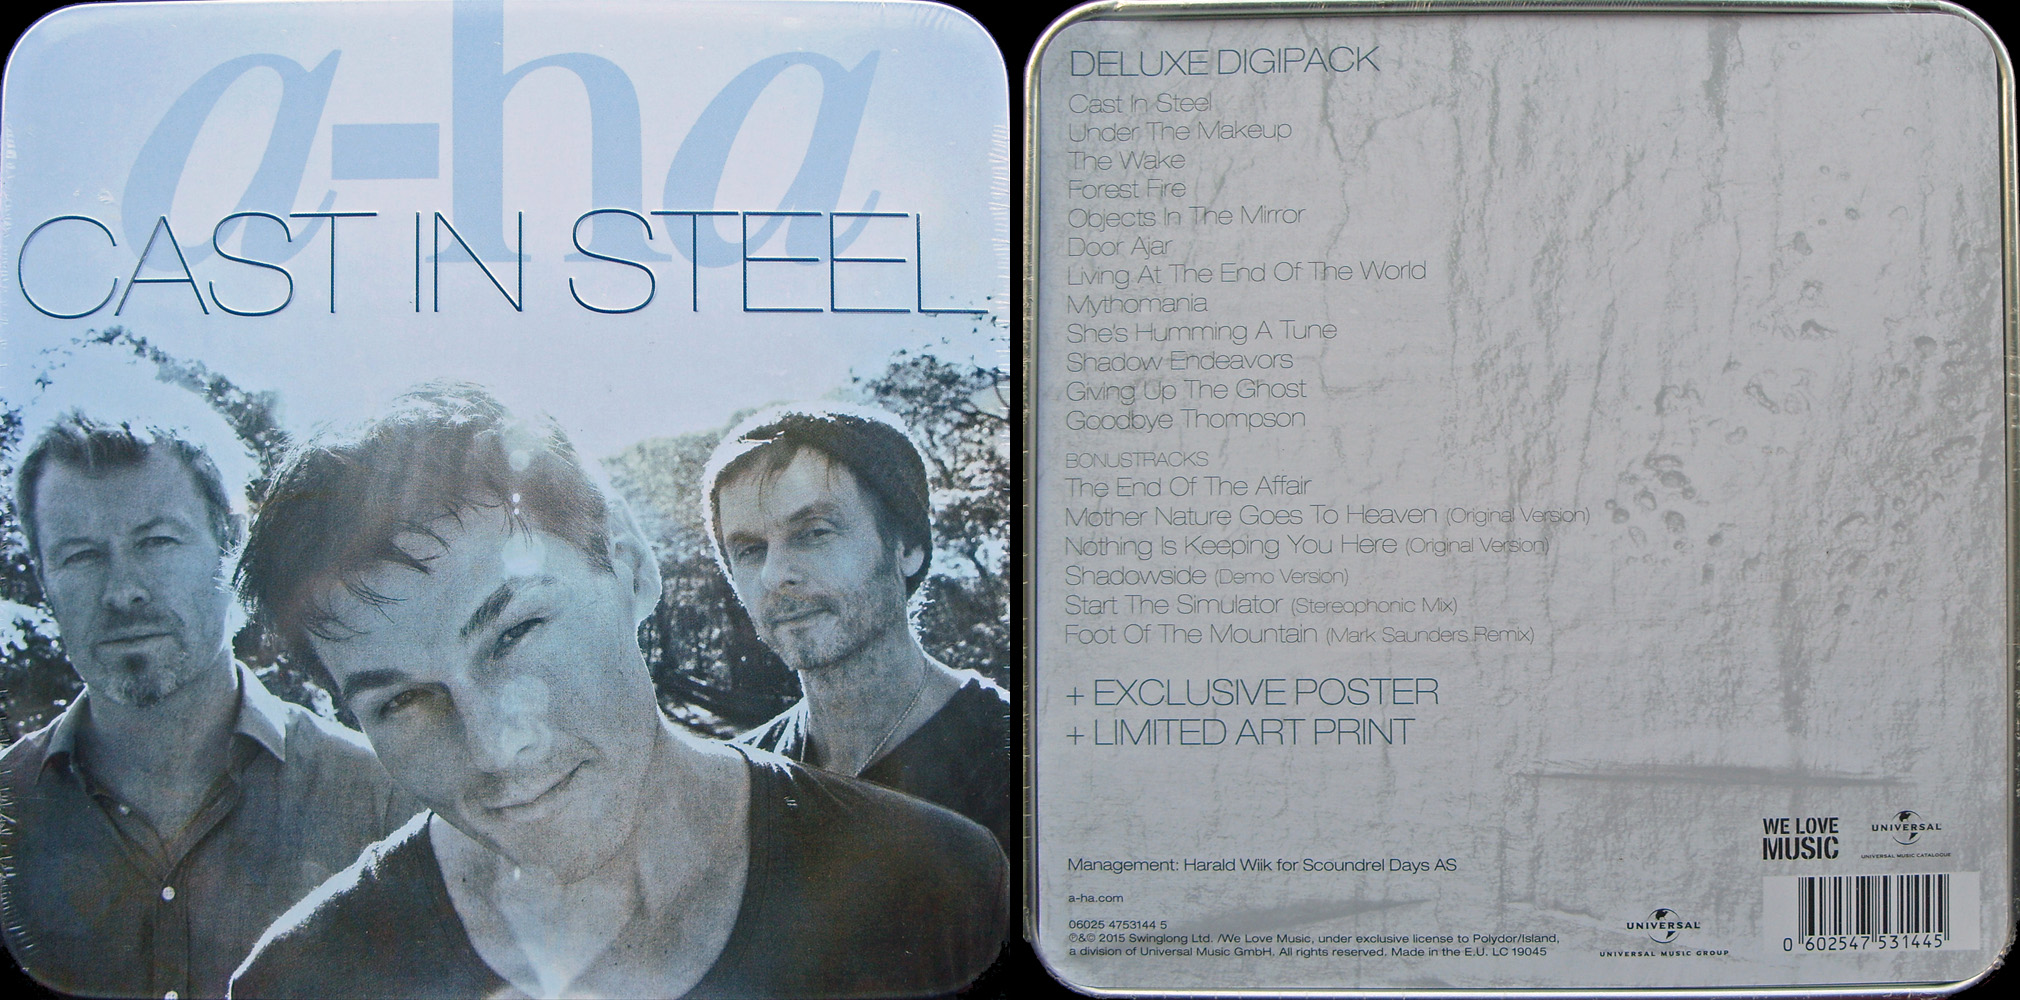 a-ha
CAST IN STEEL
DELUXE DIGIPACK
Cast In Steel
Under The Makeup
The Wake
Forest Fire
Objects In The Mirror
Door Ajar
Living At The End Of The World
Mythomania
She's Humming A Tune
Shadow Endeavors
Giving Up The Ghost
Goodbye Thompson
BONUSTRACKS
The End Of The Affair
Mother Nature Goes To Heaven (Original Version)
Nothing Is Keeping You Here (Original Version)
Shadowside (Demo Version)
Start The Simulator (Stereophonic Mix)
Foot Of The Mountain (Mark Saunders Remix)
+ EXCLUSIVE POSTER
+ LIMITED ART PRINT
WE LOVE
MUSIC
UNIVERSAL
UNIVERSAL MUSIC CATALOGUE
Management: Harald Wiik for Scoundrel Days AS
a-ha.com
06025 4753144 5
℗&© 2015 Swinglong Ltd. /We Love Music, under exclusive license to Polydor/Island,
a division of Universal Music GmbH. All rights reserved. Made in the E.U. LC 19045
UNIVERSAL
UNIVERSAL MUSIC GROUP
0 602547 531445